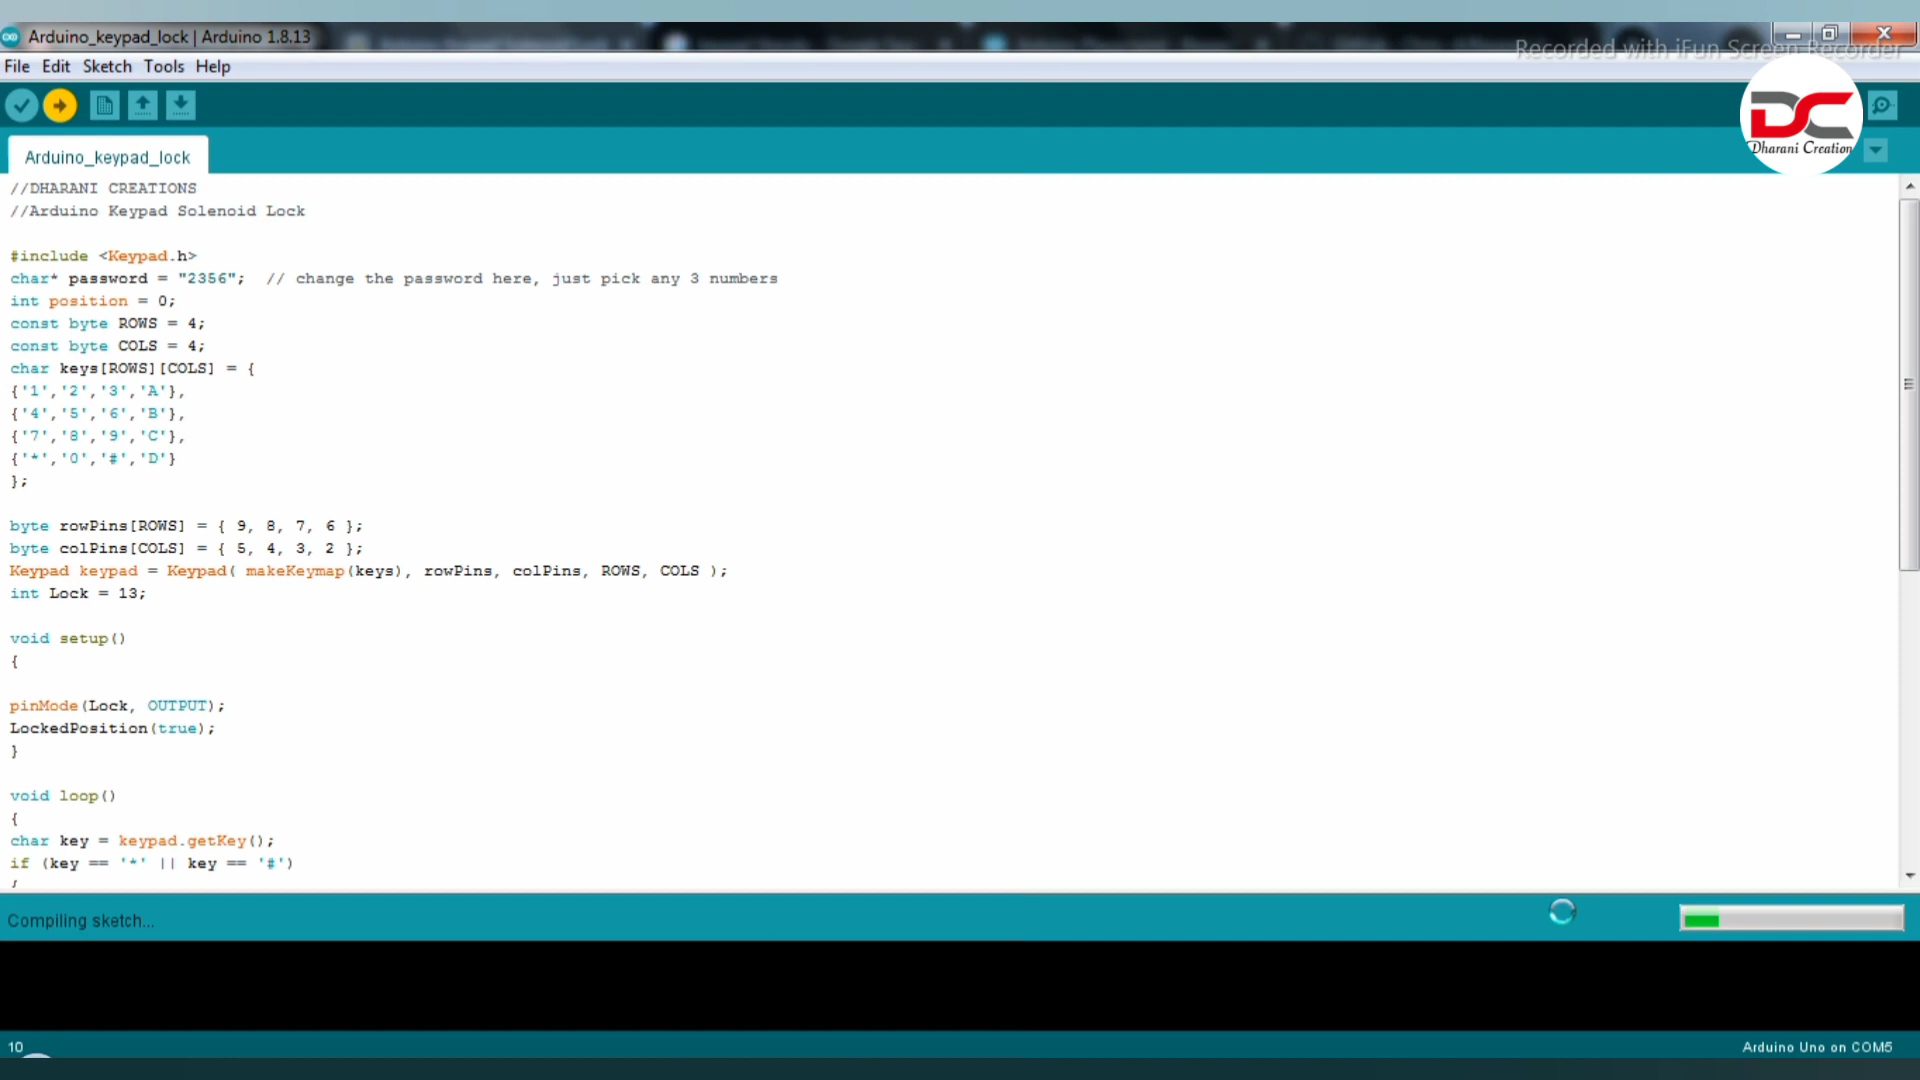 Arduino_keypad_lock | Arduino 1.8.13
Recorded with iFun Screen Recorder
File Edit Sketch Tools Help
DC
Dharani Creation
Arduino_keypad_lock
//DHARANI CREATIONS
//Arduino Keypad Solenoid Lock
#include <Keypad.h>
char* password = "2356";  // change the password here, just pick any 3 numbers
int position = 0;
const byte ROWS = 4;
const byte COLS = 4;
char keys[ROWS][COLS] = {
{'1','2','3','A'},
{'4','5','6','B'},
{'7','8','9','C'},
{'*','0','#','D'}
};
byte rowPins[ROWS] = { 9, 8, 7, 6 };
byte colPins[COLS] = { 5, 4, 3, 2 };
Keypad keypad = Keypad( makeKeymap(keys), rowPins, colPins, ROWS, COLS );
int Lock = 13;
void setup()
{
pinMode(Lock, OUTPUT);
LockedPosition(true);
}
void loop()
{
char key = keypad.getKey();
if (key == '*' || key == '#')
Compiling sketch...
10
Arduino Uno on COM5